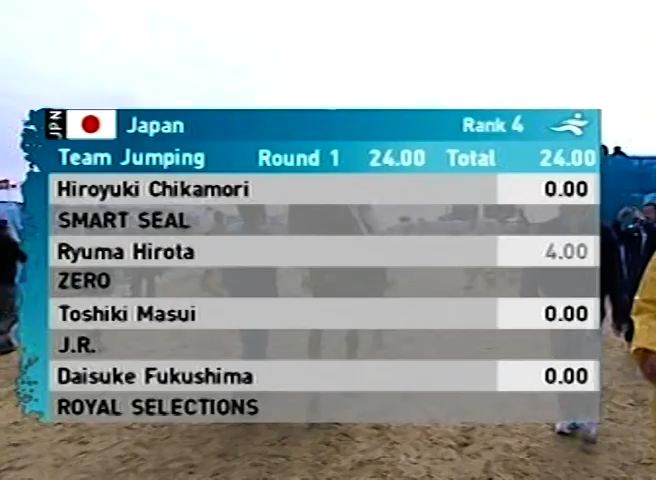 JPN Japan Rank 4
Team Jumping Round 1 24.00 Total 24.00
Hiroyuki Chikamori 0.00
SMART SEAL
Ryuma Hirota 4.00
ZERO
Toshiki Masui 0.00
J.R.
Daisuke Fukushima 0.00
ROYAL SELECTIONS